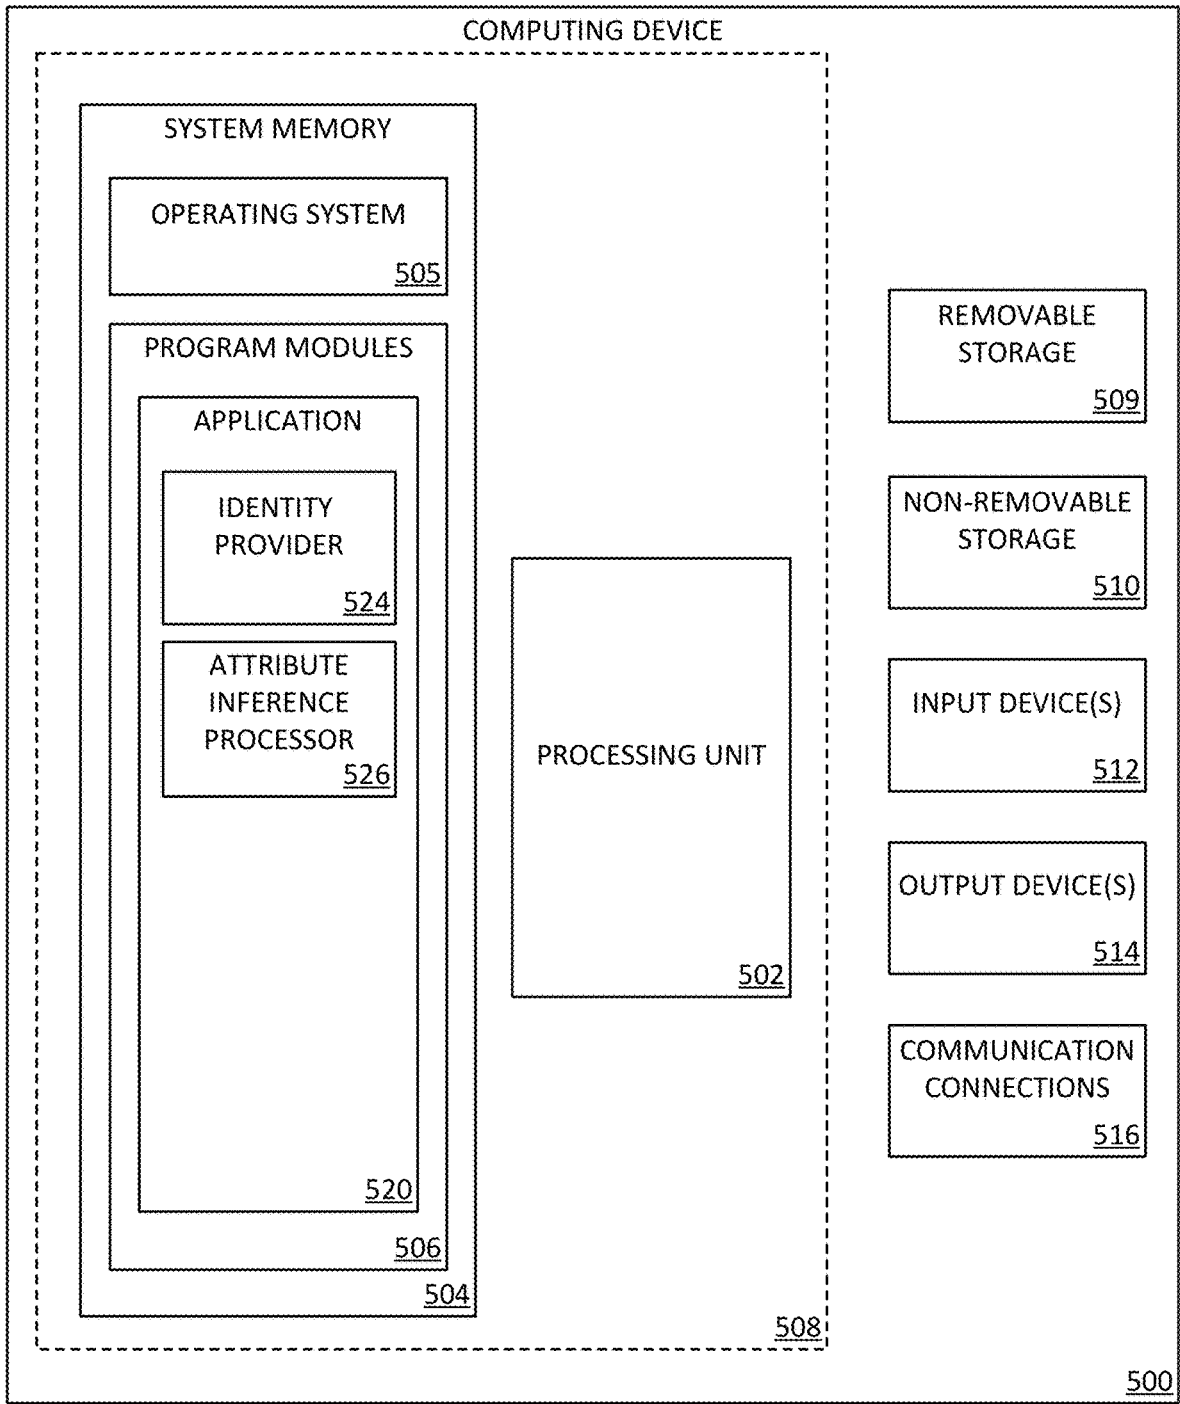 COMPUTING DEVICE
SYSTEM MEMORY
OPERATING SYSTEM
505
PROGRAM MODULES
APPLICATION
IDENTITY
PROVIDER
524
ATTRIBUTE
INFERENCE
PROCESSOR
526
520
506
504
PROCESSING UNIT
502
508
REMOVABLE
STORAGE
509
NON-REMOVABLE
STORAGE
510
INPUT DEVICE(S)
512
OUTPUT DEVICE(S)
514
COMMUNICATION
CONNECTIONS
516
500